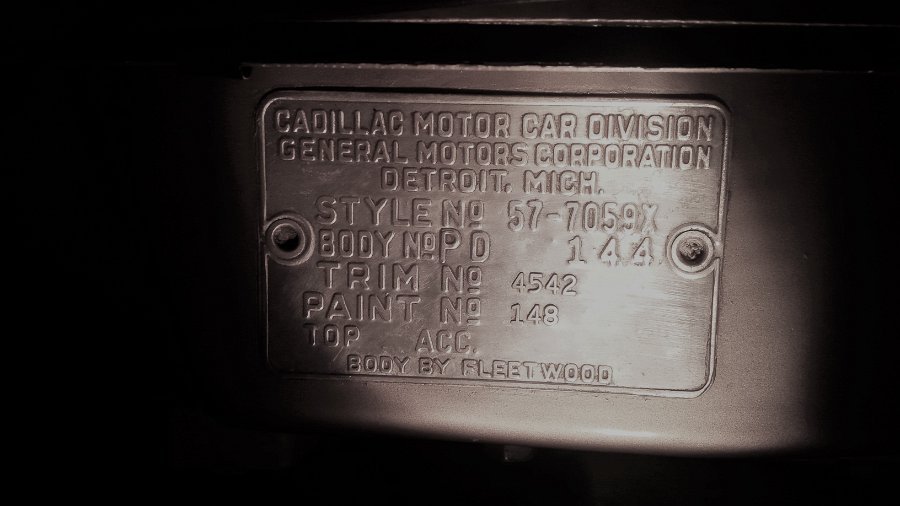 CADILLAC MOTOR CAR DIVISION
GENERAL MOTORS CORPORATION
DETROIT, MICH.
STYLE Nº 57-7059X
BODY Nº PD 144
TRIM Nº 4542
PAINT Nº 148
TOP ACC.
BODY BY FLEETWOOD